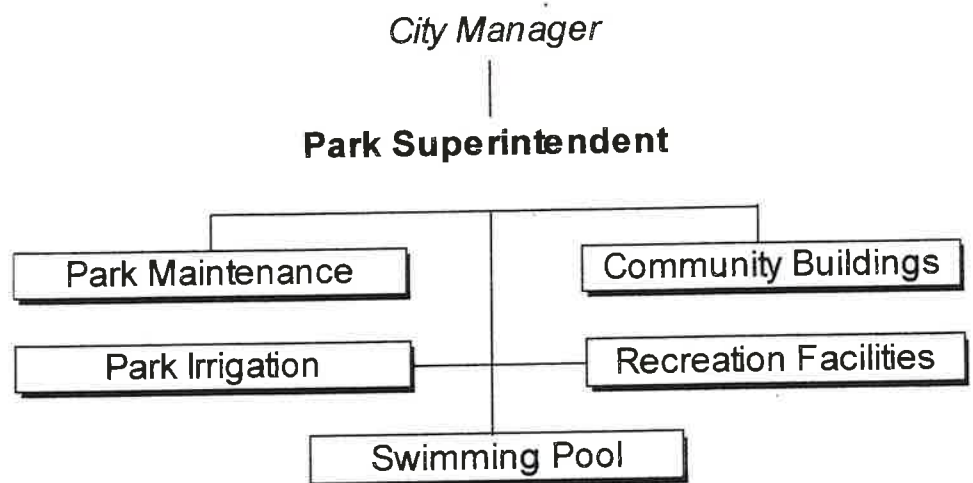 City Manager
Park Superintendent
Park Maintenance
Community Buildings
Park Irrigation
Recreation Facilities
Swimming Pool